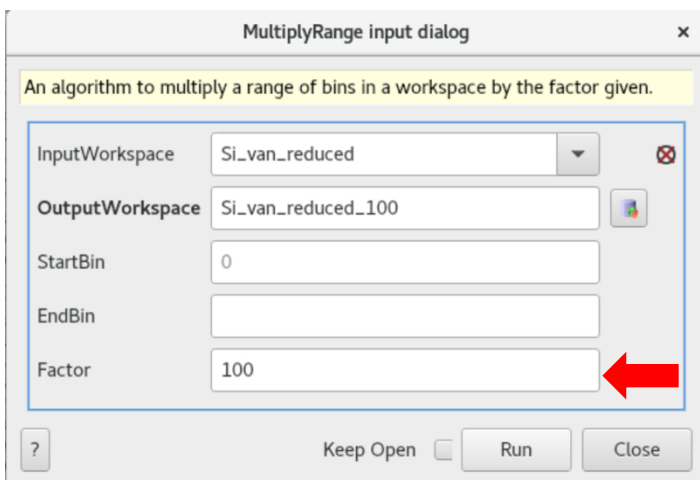 MultiplyRange input dialog ×
An algorithm to multiply a range of bins in a workspace by the factor given.
InputWorkspace Si_van_reduced
OutputWorkspace Si_van_reduced_100
StartBin 0
EndBin
Factor 100
? Keep Open Run Close